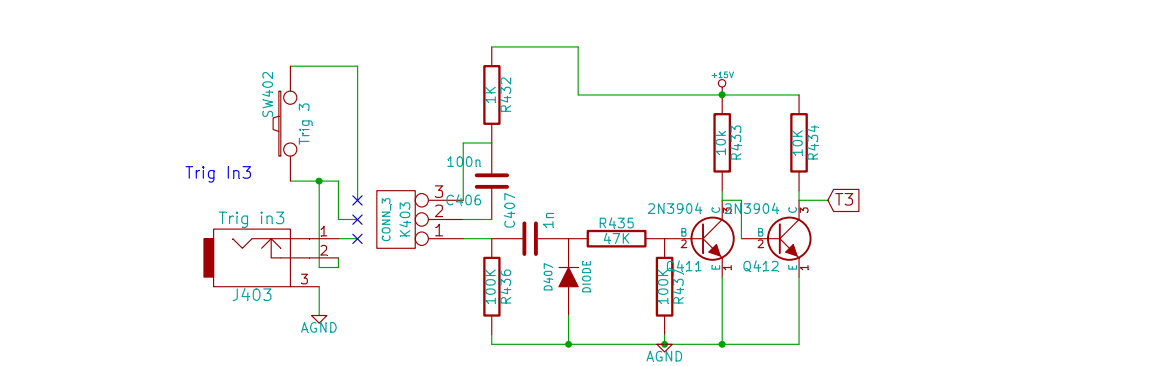 +15V
SW402
Trig 3
1K
R432
10k
R433
10K
R434
Trig In3
100n
C406
3
2
1
CONN_3
K403
C407
1n
R435
47K
2N3904
2N3904
T3
C
3
C
3
B
2
B
2
E
1
E
1
Q411
Q412
Trig in3
1
2
3
J403
AGND
100K
R436
D407
DIODE
100K
R437
AGND